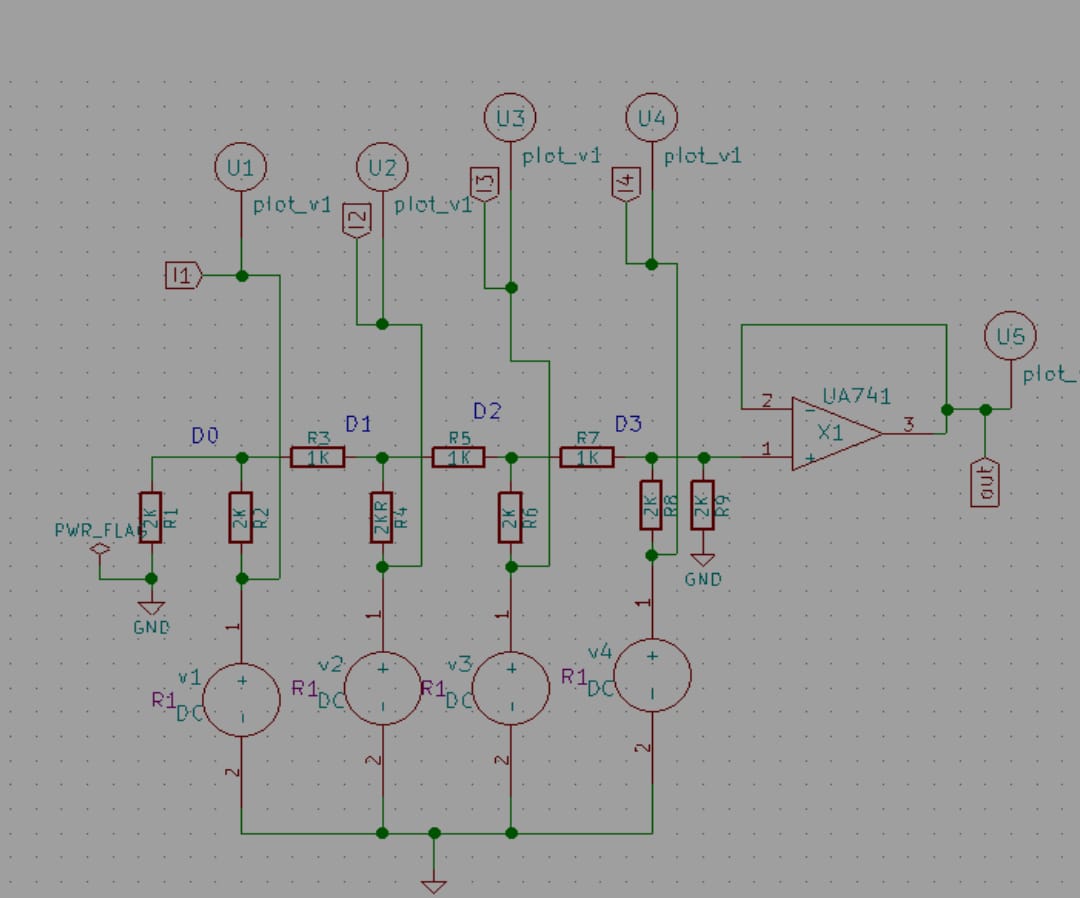 U3
U4
plot_v1
plot_v1
U1
U2
I3
I4
plot_v1
plot_v1
I2
I1
U5
plot_
UA741
2
X1
3
1
D0
D1
D2
D3
R3
1K
R5
1K
R7
1K
2K
R1
2K
R2
2KR
R4
2K
R6
2K
R8
2K
R9
out
PWR_FLAG
GND
GND
1
1
1
1
v1
R1
DC
v2
R1
DC
v3
R1
DC
v4
R1
DC
2
2
2
2